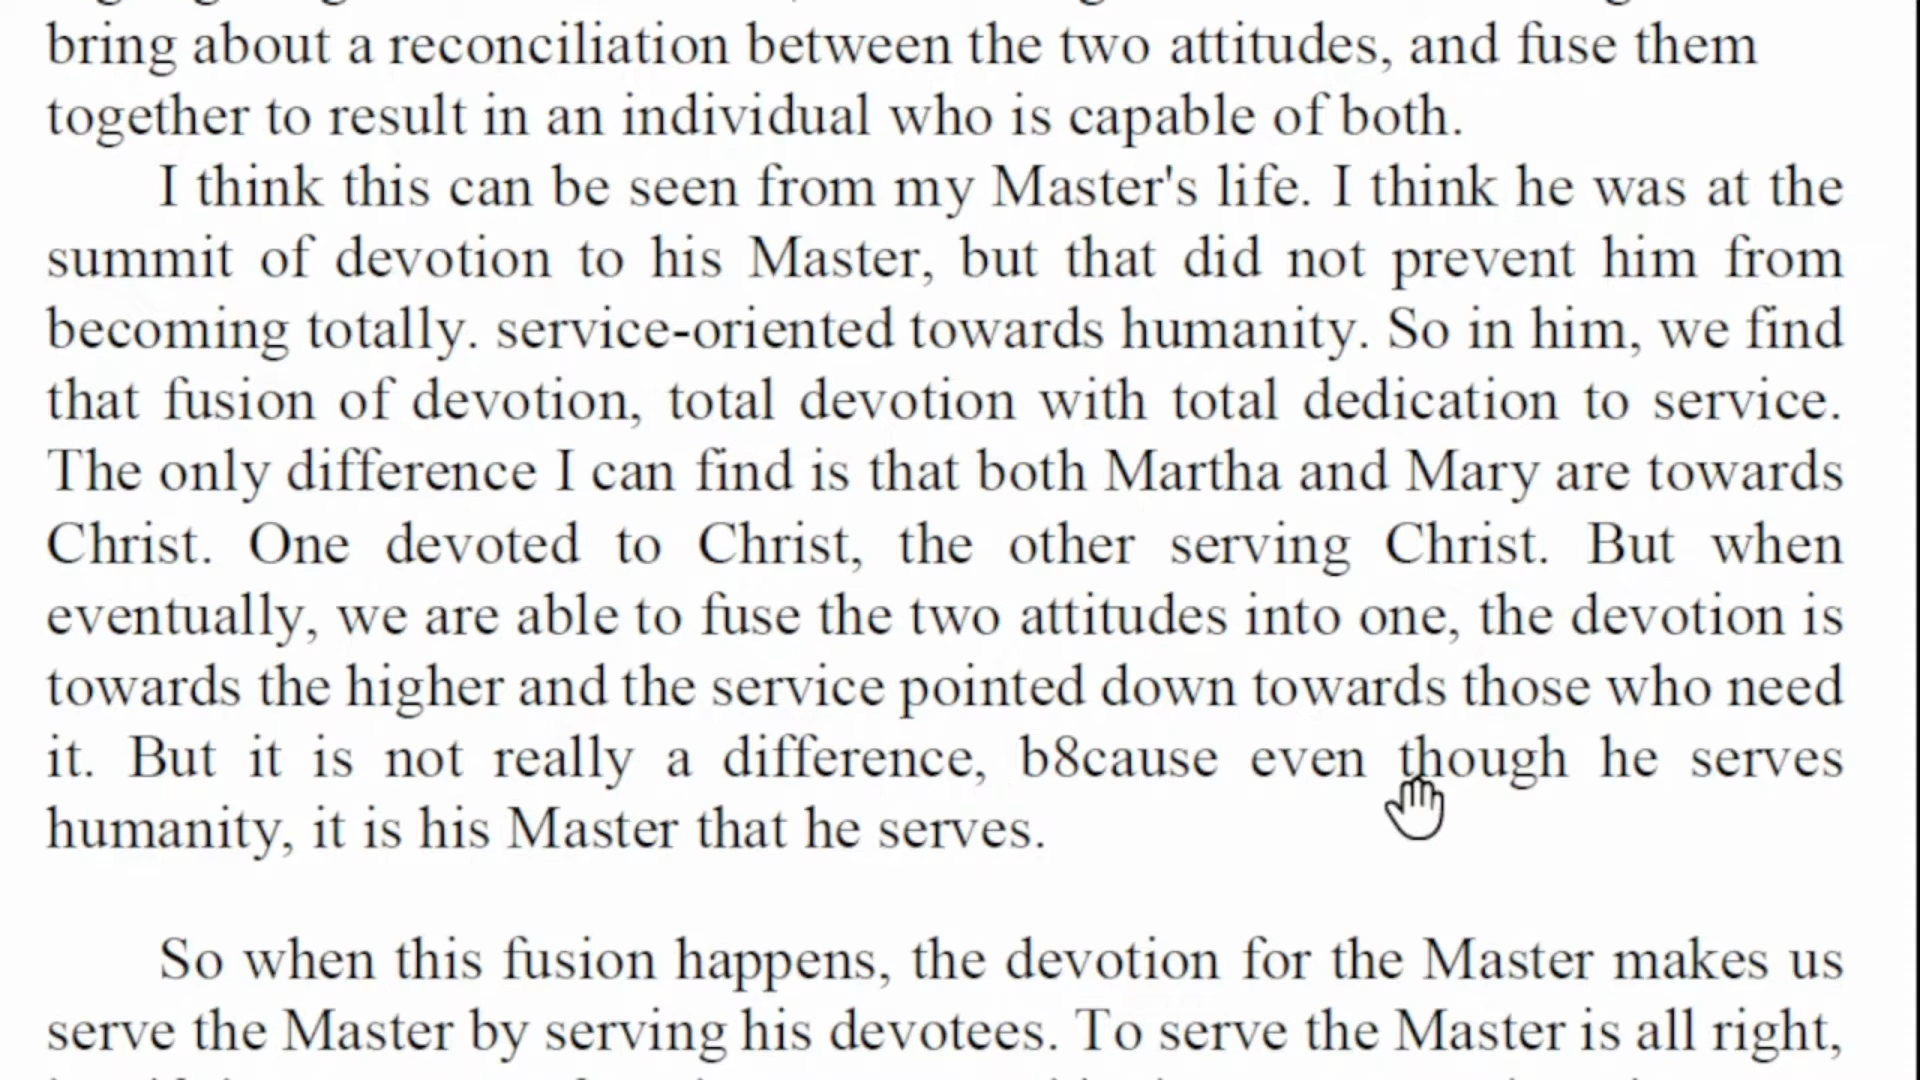 bring about a reconciliation between the two attitudes, and fuse them
together to result in an individual who is capable of both.
I think this can be seen from my Master's life. I think he was at the
summit of devotion to his Master, but that did not prevent him from
becoming totally. service-oriented towards humanity. So in him, we find
that fusion of devotion, total devotion with total dedication to service.
The only difference I can find is that both Martha and Mary are towards
Christ. One devoted to Christ, the other serving Christ. But when
eventually, we are able to fuse the two attitudes into one, the devotion is
towards the higher and the service pointed down towards those who need
it. But it is not really a difference, b8cause even though he serves
humanity, it is his Master that he serves.
So when this fusion happens, the devotion for the Master makes us
serve the Master by serving his devotees. To serve the Master is all right,